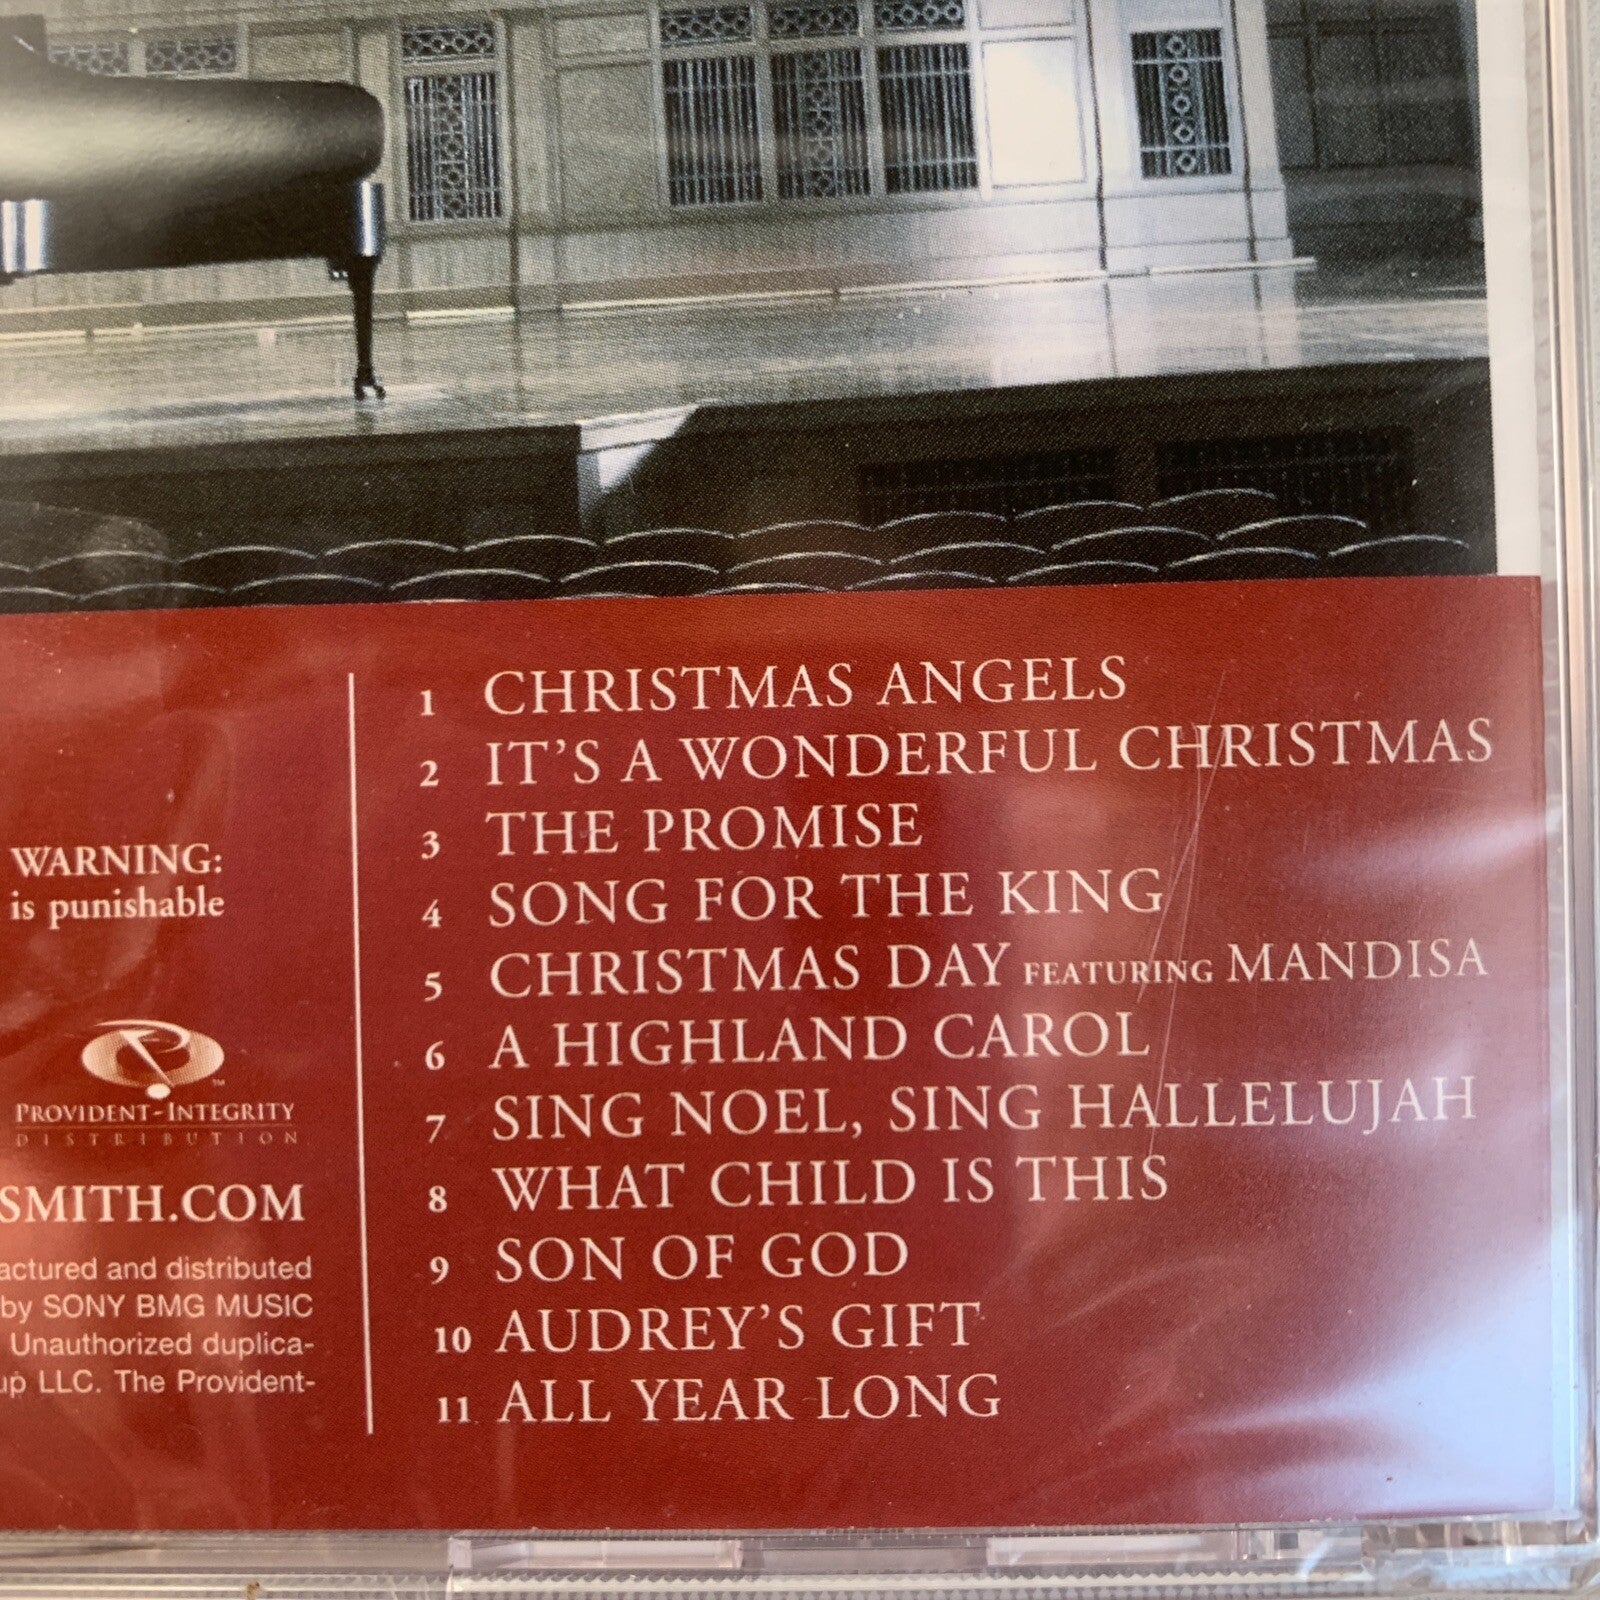 WARNING:
is punishable
PROVIDENT-INTEGRITY
DISTRIBUTION
SMITH.COM
actured and distributed
by SONY BMG MUSIC
Unauthorized duplica-
up LLC. The Provident-
1 CHRISTMAS ANGELS
2 IT'S A WONDERFUL CHRISTMAS
3 THE PROMISE
4 SONG FOR THE KING
5 CHRISTMAS DAY FEATURING MANDISA
6 A HIGHLAND CAROL
7 SING NOEL, SING HALLELUJAH
8 WHAT CHILD IS THIS
9 SON OF GOD
10 AUDREY'S GIFT
11 ALL YEAR LONG